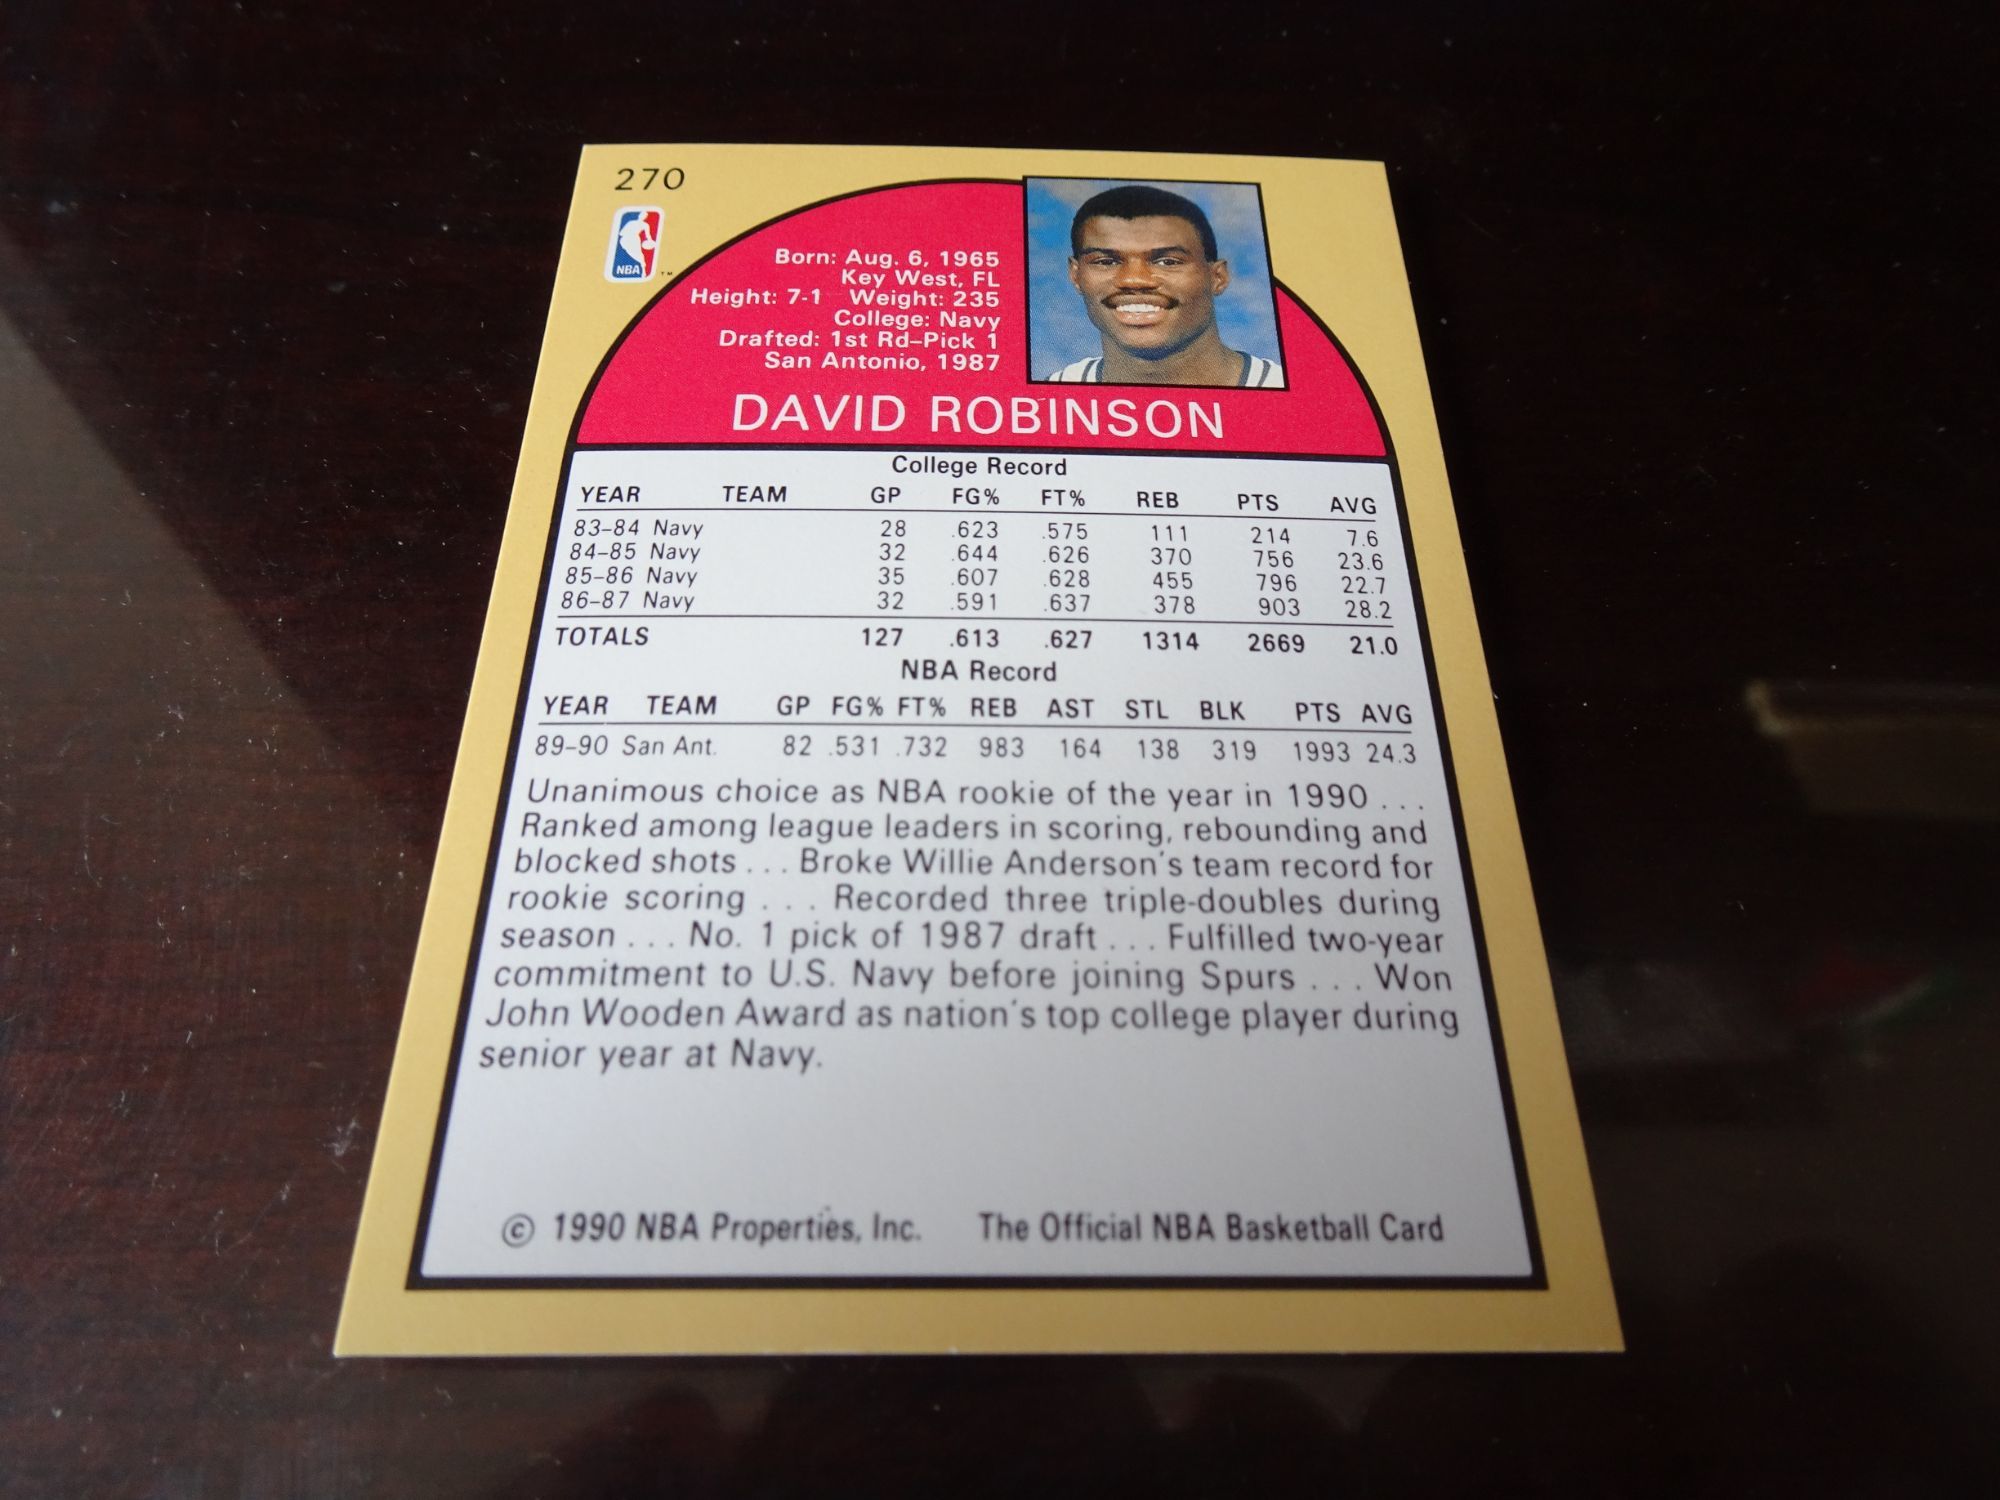 270
NBA
TM
Born: Aug. 6, 1965
Key West, FL
Height: 7-1 Weight: 235
College: Navy
Drafted: 1st Rd–Pick 1
San Antonio, 1987
DAVID ROBINSON
College Record
YEAR TEAM GP FG% FT% REB PTS AVG
83–84 Navy 28 .623 .575 111 214 7.6
84–85 Navy 32 .644 .626 370 756 23.6
85–86 Navy 35 .607 .628 455 796 22.7
86–87 Navy 32 .591 .637 378 903 28.2
TOTALS 127 .613 .627 1314 2669 21.0
NBA Record
YEAR TEAM GP FG% FT% REB AST STL BLK PTS AVG
89–90 San Ant. 82 .531 .732 983 164 138 319 1993 24.3
Unanimous choice as NBA rookie of the year in 1990 . . .
Ranked among league leaders in scoring, rebounding and
blocked shots . . . Broke Willie Anderson's team record for
rookie scoring . . . Recorded three triple-doubles during
season . . . No. 1 pick of 1987 draft . . . Fulfilled two-year
commitment to U.S. Navy before joining Spurs . . . Won
John Wooden Award as nation's top college player during
senior year at Navy.
© 1990 NBA Properties, Inc. The Official NBA Basketball Card